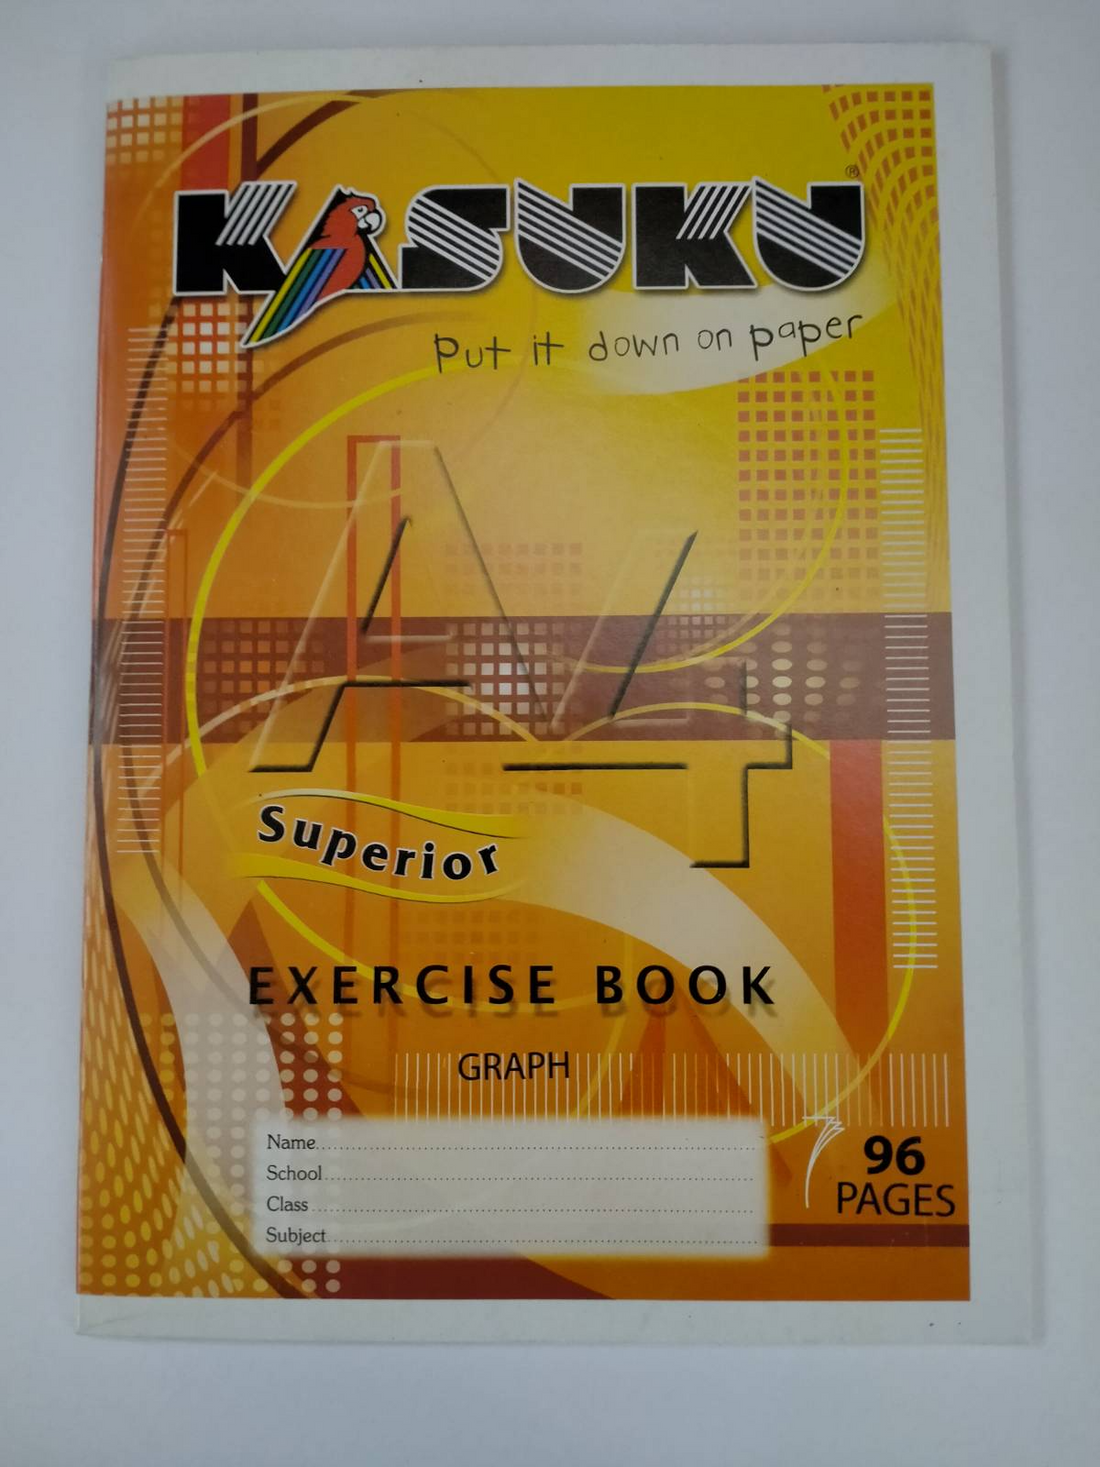 KASUKU®
put it down on paper
A4
Superior
EXERCISE BOOK
GRAPH
Name
School
Class
Subject
96
PAGES